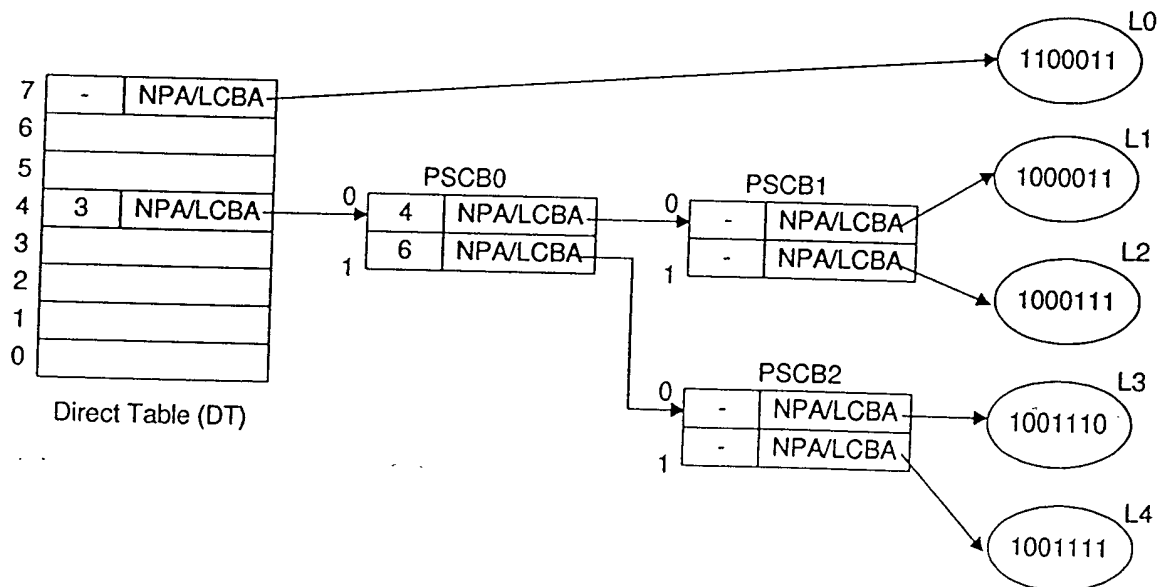 L0
1100011
7 - NPA/LCBA
6
5
4 3 NPA/LCBA
3
2
1
0
Direct Table (DT)
PSCB0
0 4 NPA/LCBA
1 6 NPA/LCBA
PSCB1
0 - NPA/LCBA
1 - NPA/LCBA
L1
1000011
L2
1000111
PSCB2
0 - NPA/LCBA
1 - NPA/LCBA
L3
1001110
L4
1001111